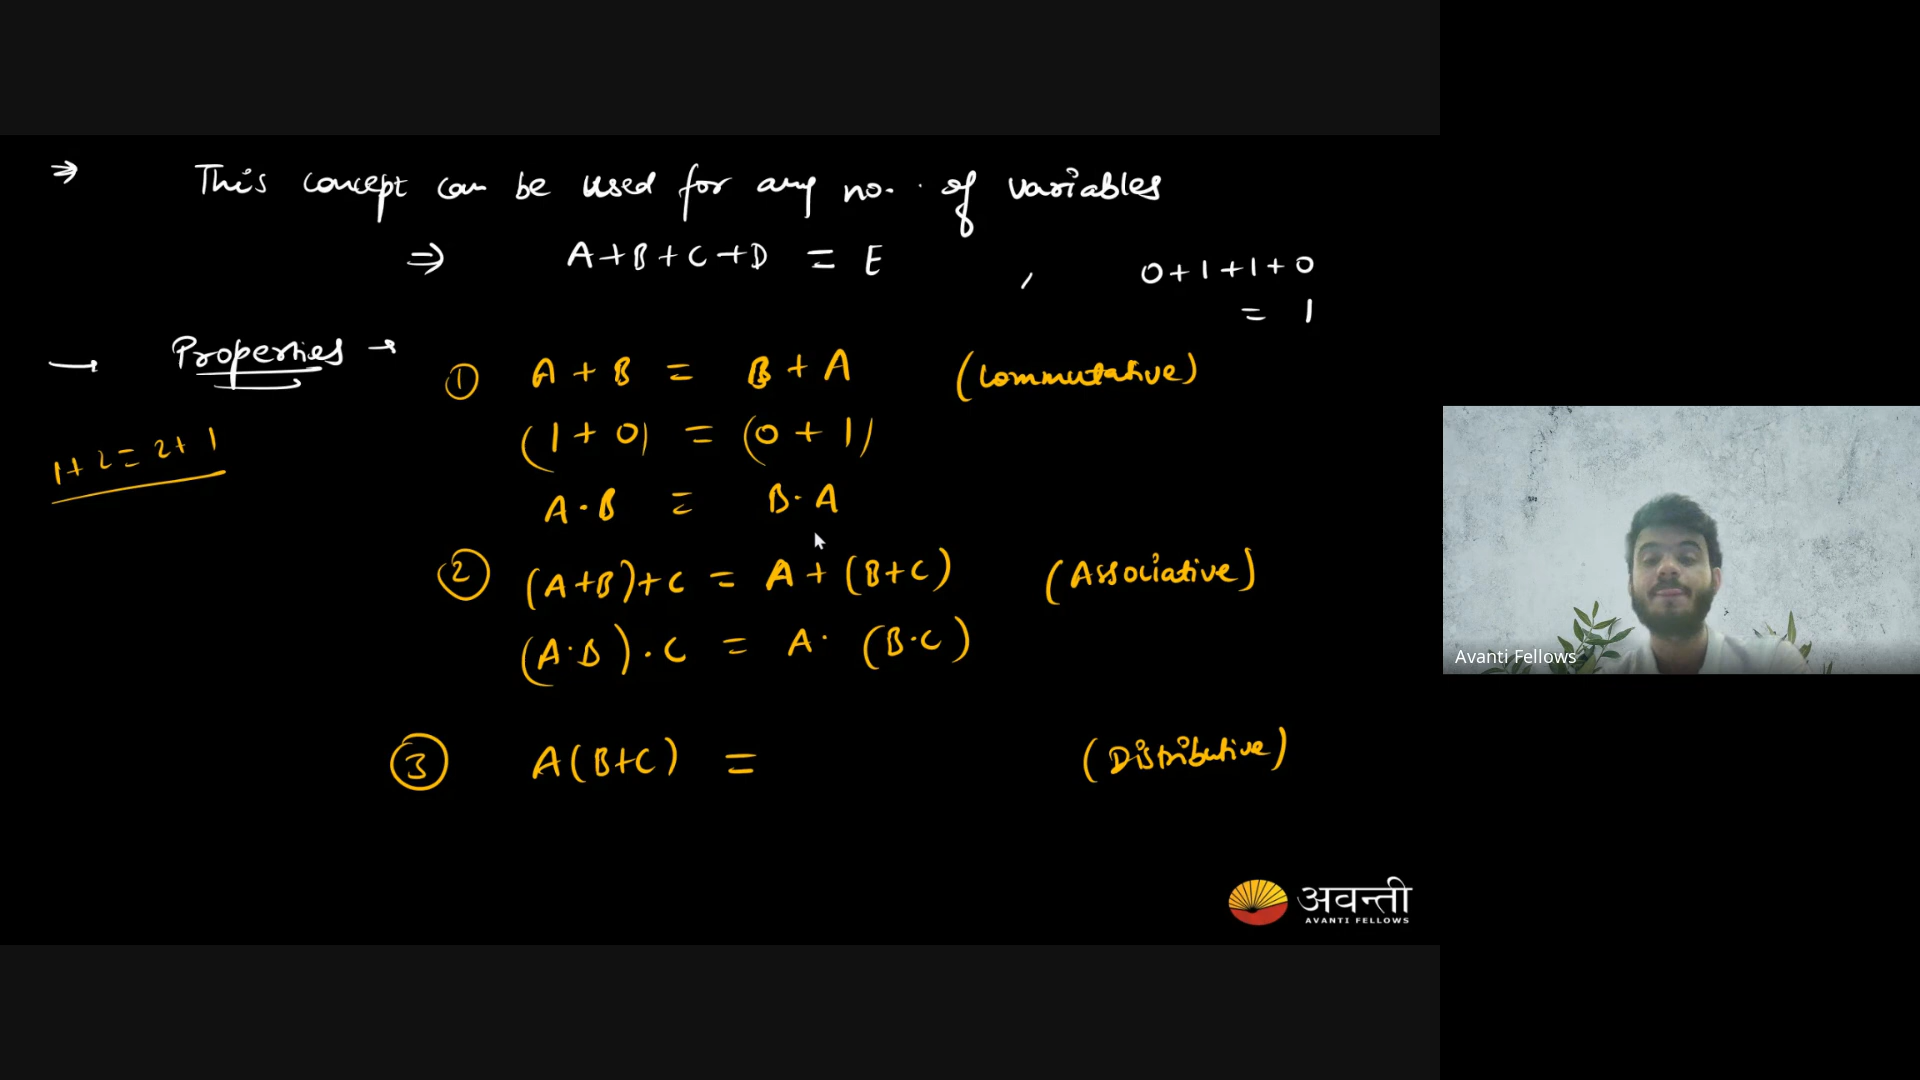 ⇒ This concept can be used for any no. of variables
⇒ A+B+C+D = E , 0+1+1+0
= 1
→ Properties →
① A + B = B + A (Commutative)
(1 + 0) = (0 + 1)
1+2=2+1
A·B = B·A
② (A+B)+C = A+(B+C) (Associative)
(A·B)·C = A·(B·C)
③ A(B+C) = (Distributive)
अवन्ती
AVANTI FELLOWS
Avanti Fellows